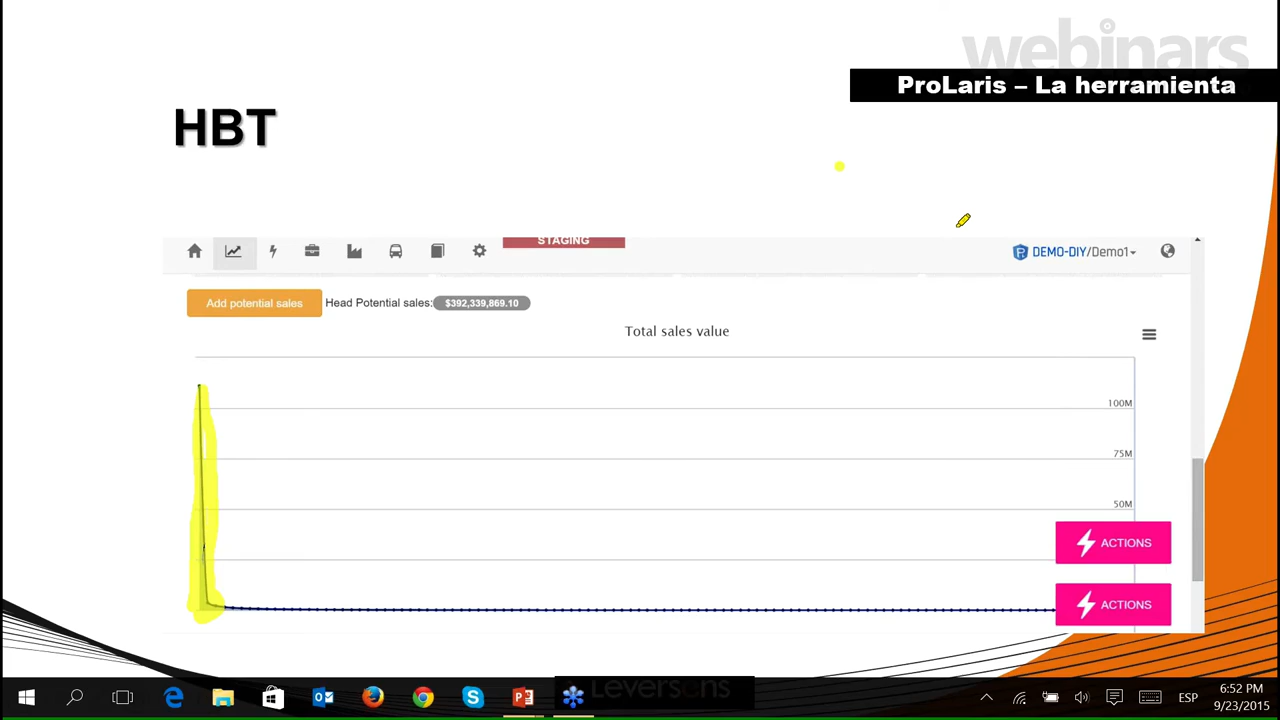 webinars
ProLaris – La herramienta
HBT
STAGING
DEMO-DIY/Demo1
Add potential sales
Head Potential sales:
$392,339,869.10
Total sales value
100M
75M
50M
ACTIONS
ACTIONS
Leversons
ESP
6:52 PM
9/23/2015